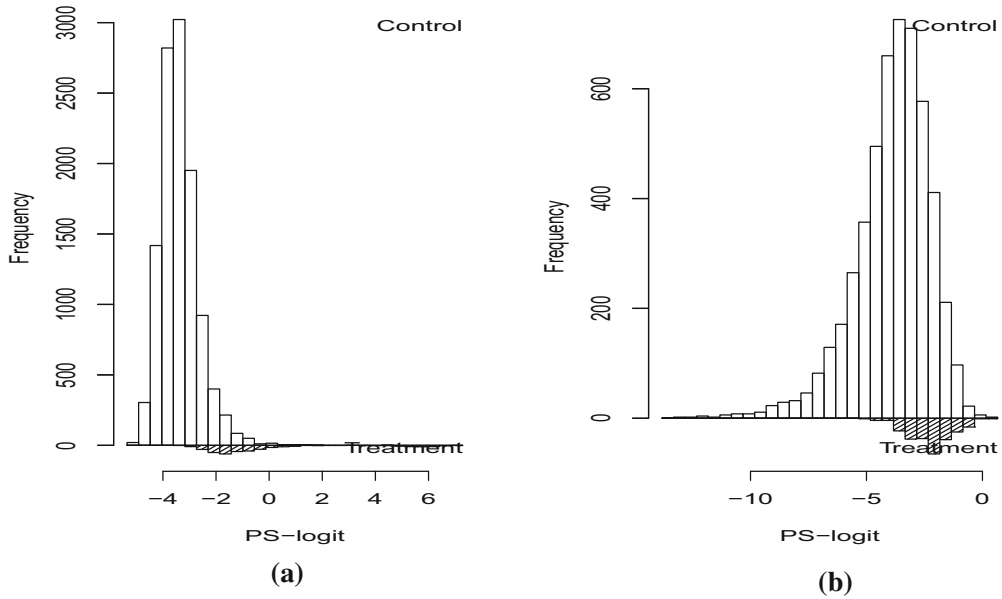 Control
Frequency
3000
2500
2000
1500
1000
500
0
Treatment
−4 −2 0 2 4 6
PS−logit
(a)
Control
Frequency
600
400
200
0
Treatment
−10 −5 0
PS−logit
(b)